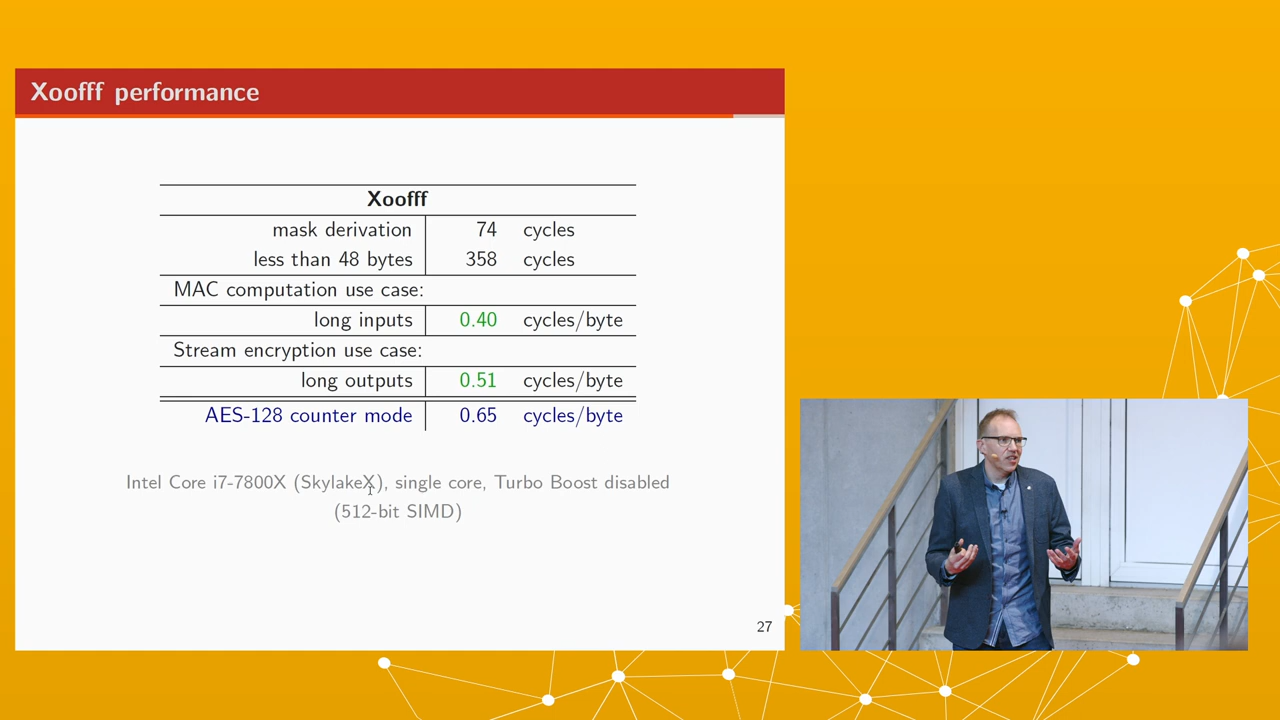 Xoofff performance
Xoofff
mask derivation 74 cycles
less than 48 bytes 358 cycles
MAC computation use case:
long inputs 0.40 cycles/byte
Stream encryption use case:
long outputs 0.51 cycles/byte
AES-128 counter mode 0.65 cycles/byte
Intel Core i7-7800X (SkylakeX), single core, Turbo Boost disabled
(512-bit SIMD)
27